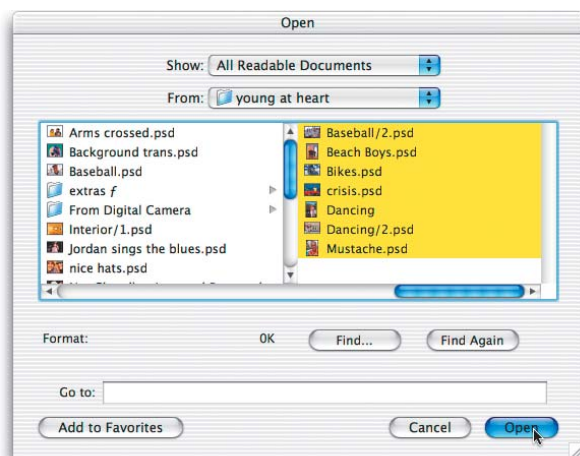 Open
Show: All Readable Documents
From: young at heart
Arms crossed.psd
Background trans.psd
Baseball.psd
extras ƒ
From Digital Camera
Interior/1.psd
Jordan sings the blues.psd
nice hats.psd
Baseball/2.psd
Beach Boys.psd
Bikes.psd
crisis.psd
Dancing
Dancing/2.psd
Mustache.psd
Format: 0K Find... Find Again
Go to:
Add to Favorites Cancel Open